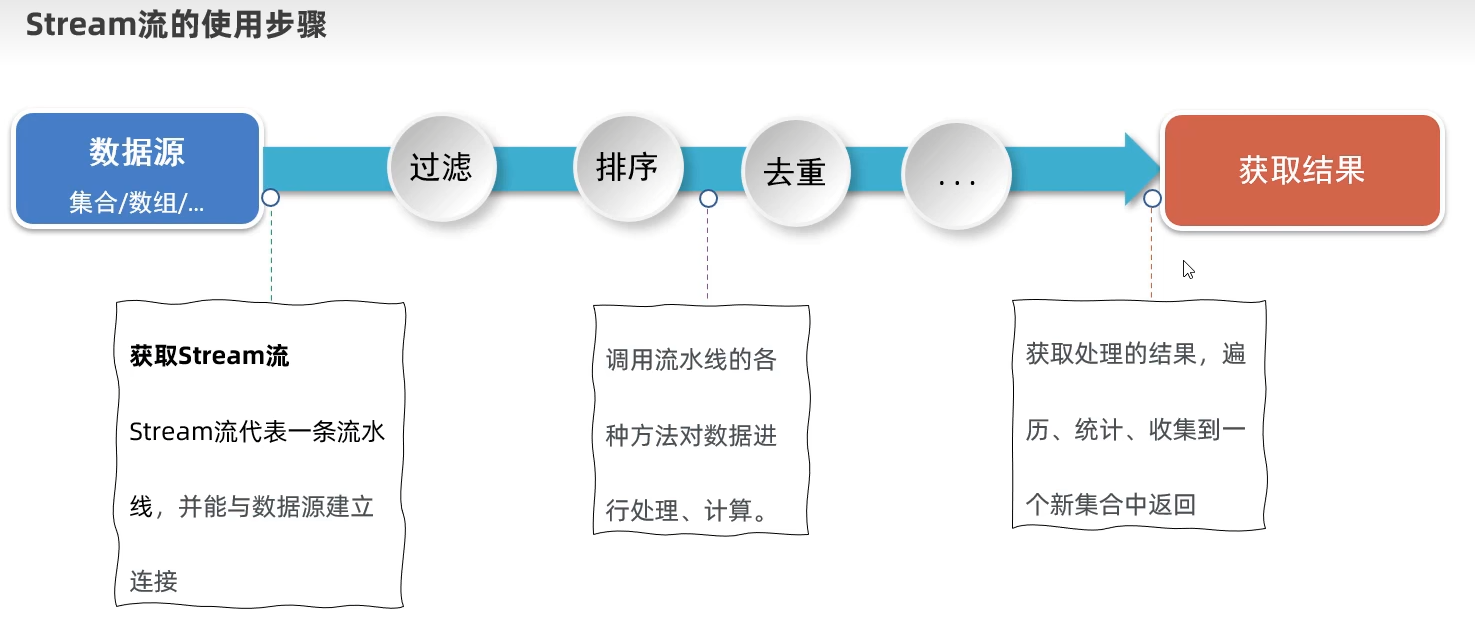 Stream流的使用步骤
数据源
集合/数组/...
过滤
排序
去重
...
获取结果
获取Stream流
Stream流代表一条流水
线，并能与数据源建立
连接
调用流水线的各
种方法对数据进
行处理、计算。
获取处理的结果，遍
历、统计、收集到一
个新集合中返回